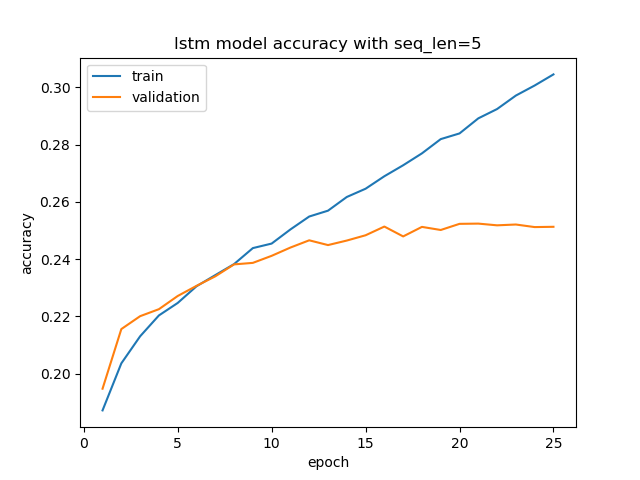 lstm model accuracy with seq_len=5
train
validation
0.30
0.28
0.26
0.24
0.22
0.20
accuracy
0 5 10 15 20 25
epoch